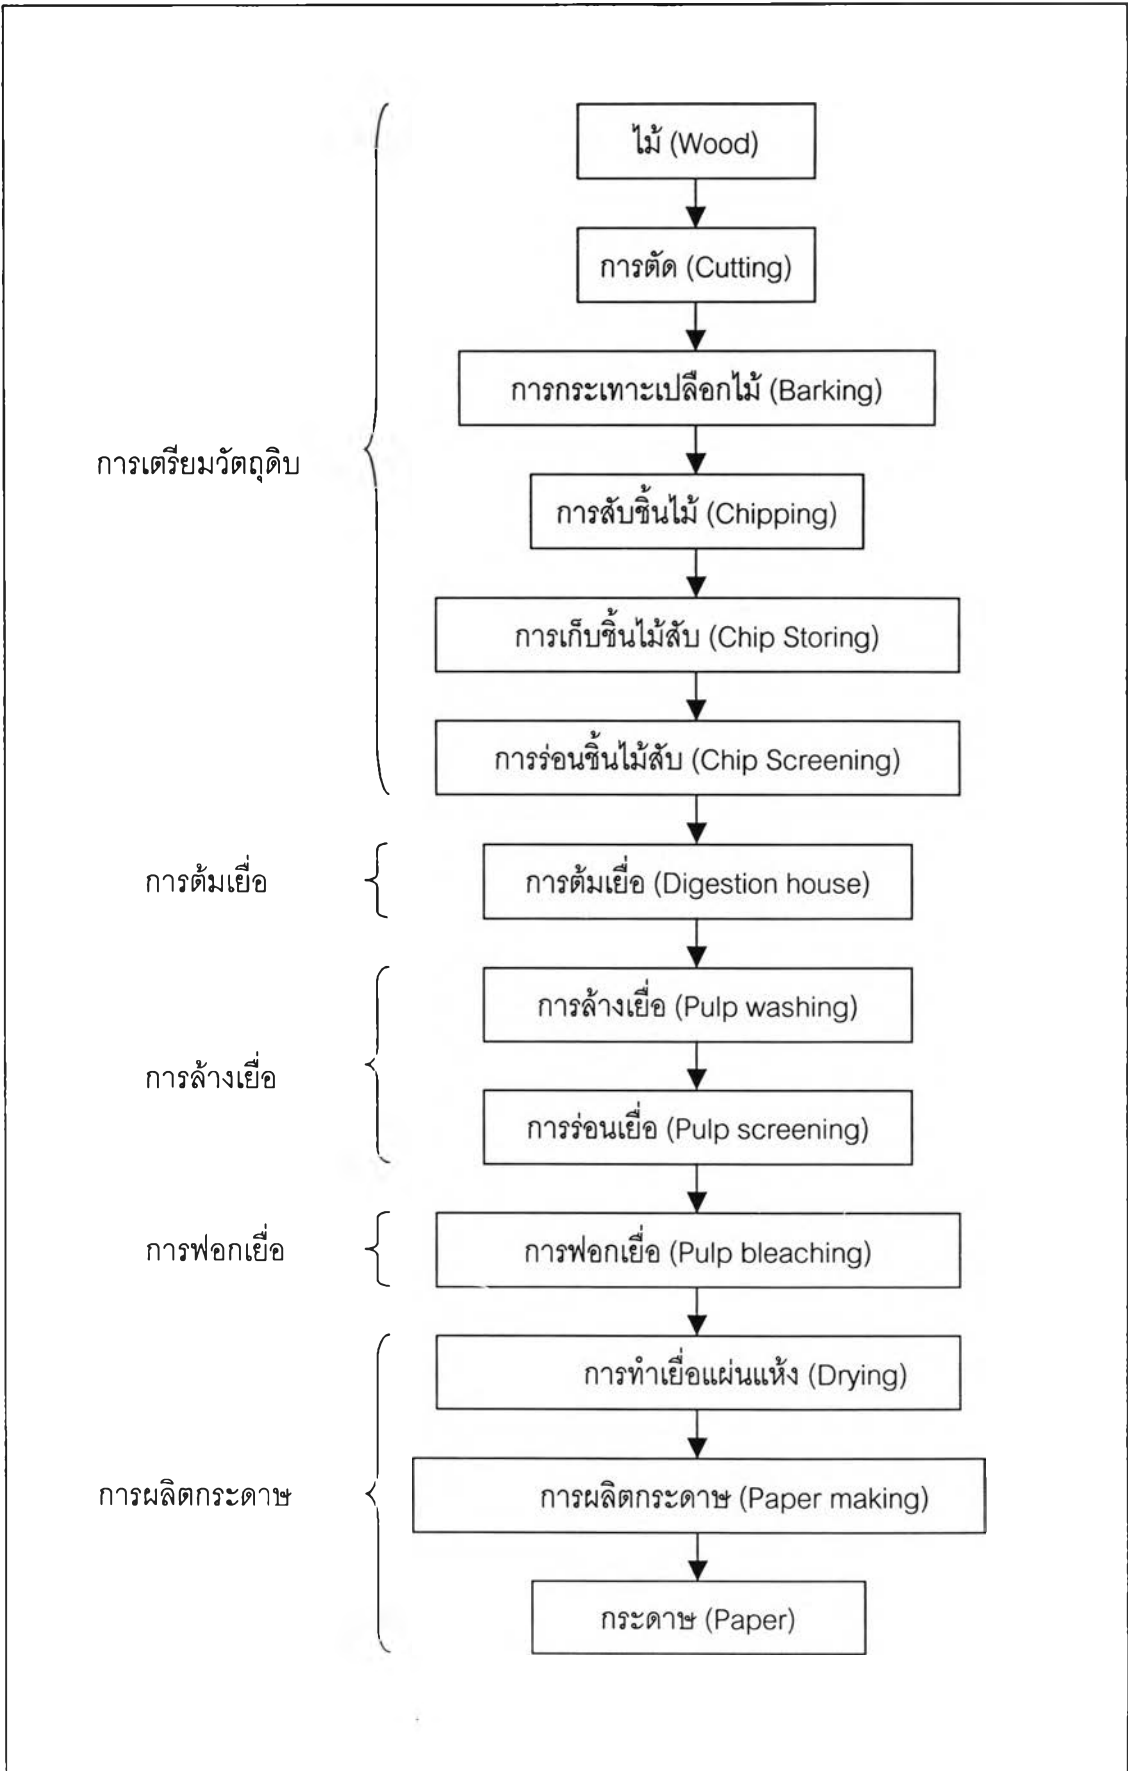 ไม้ (Wood)
การตัด (Cutting)
การกระเทาะเปลือกไม้ (Barking)
การเตรียมวัตถุดิบ
การสับชิ้นไม้ (Chipping)
การเก็บชิ้นไม้สับ (Chip Storing)
การร่อนชิ้นไม้สับ (Chip Screening)
การต้มเยื่อ
การต้มเยื่อ (Digestion house)
การล้างเยื่อ (Pulp washing)
การล้างเยื่อ
การร่อนเยื่อ (Pulp screening)
การฟอกเยื่อ
การฟอกเยื่อ (Pulp bleaching)
การทำเยื่อแผ่นแห้ง (Drying)
การผลิตกระดาษ
การผลิตกระดาษ (Paper making)
กระดาษ (Paper)